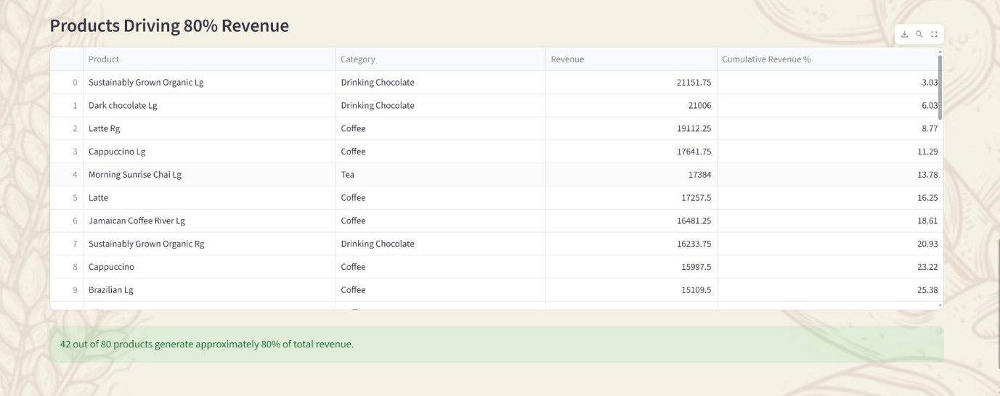 Products Driving 80% Revenue
Product Category Revenue Cumulative Revenue %
0 Sustainably Grown Organic Lg Drinking Chocolate 21151.75 3.03
1 Dark chocolate Lg Drinking Chocolate 21006 6.03
2 Latte Rg Coffee 19112.25 8.77
3 Cappuccino Lg Coffee 17641.75 11.29
4 Morning Sunrise Chai Lg Tea 17384 13.78
5 Latte Coffee 17257.5 16.25
6 Jamaican Coffee River Lg Coffee 16481.25 18.61
7 Sustainably Grown Organic Rg Drinking Chocolate 16233.75 20.93
8 Cappuccino Coffee 15997.5 23.22
9 Brazilian Lg Coffee 15109.5 25.38
42 out of 80 products generate approximately 80% of total revenue.